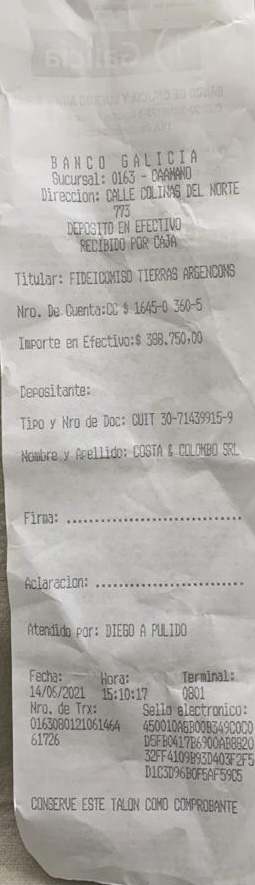 BANCO GALICIA
Sucursal: 0163 - CAAMANO
Direccion: CALLE COLINAS DEL NORTE
773
DEPOSITO EN EFECTIVO
RECIBIDO POR CAJA
Titular: FIDEICOMISO TIERRAS ARGENCONS
Nro. De Cuenta:CC $ 1645-0 360-5
Importe en Efectivo:$ 388.750,00
Depositante:
Tipo y Nro de Doc: CUIT 30-71439915-9
Nombre y Apellido: COSTA & COLOMBO SRL
Firma: ..............................
Aclaracion: .........................
Atendido por: DIEGO A PULIDO
Fecha: Hora: Terminal:
14/06/2021 15:10:17 0B01
Nro. de Trx: Sello electronico:
0163080121061464 450010ABB00B349C0C0
61726 D5FB0417B6900AB8820
32FF4109B93D403F2F5
D1C3D96B0F5AF59C5
CONSERVE ESTE TALON COMO COMPROBANTE